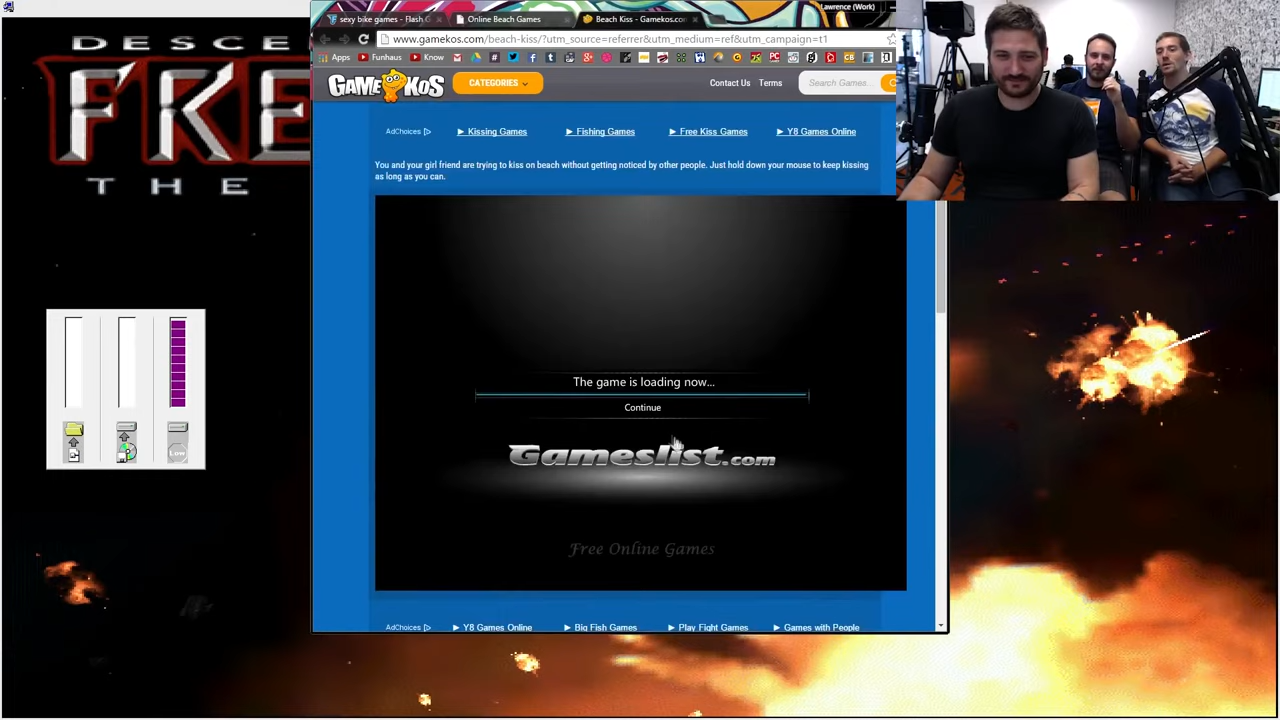 Lawrence (Work)
sexy bike games - Flash G
Online Beach Games
Beach Kiss - Gamekos.com
www.gamekos.com/beach-kiss/?utm_source=referrer&utm_medium=ref&utm_campaign=t1
Apps
Funhaus
Know
GAMEKOS
CATEGORIES
Contact Us
Terms
Search Games...
AdChoices
► Kissing Games
► Fishing Games
► Free Kiss Games
► Y8 Games Online
You and your girl friend are trying to kiss on beach without getting noticed by other people. Just hold down your mouse to keep kissing
as long as you can.
The game is loading now...
Continue
Gameslist.com
Free Online Games
AdChoices
► Y8 Games Online
► Big Fish Games
► Play Fight Games
► Games with People
DESCE
FRE
THE
Low